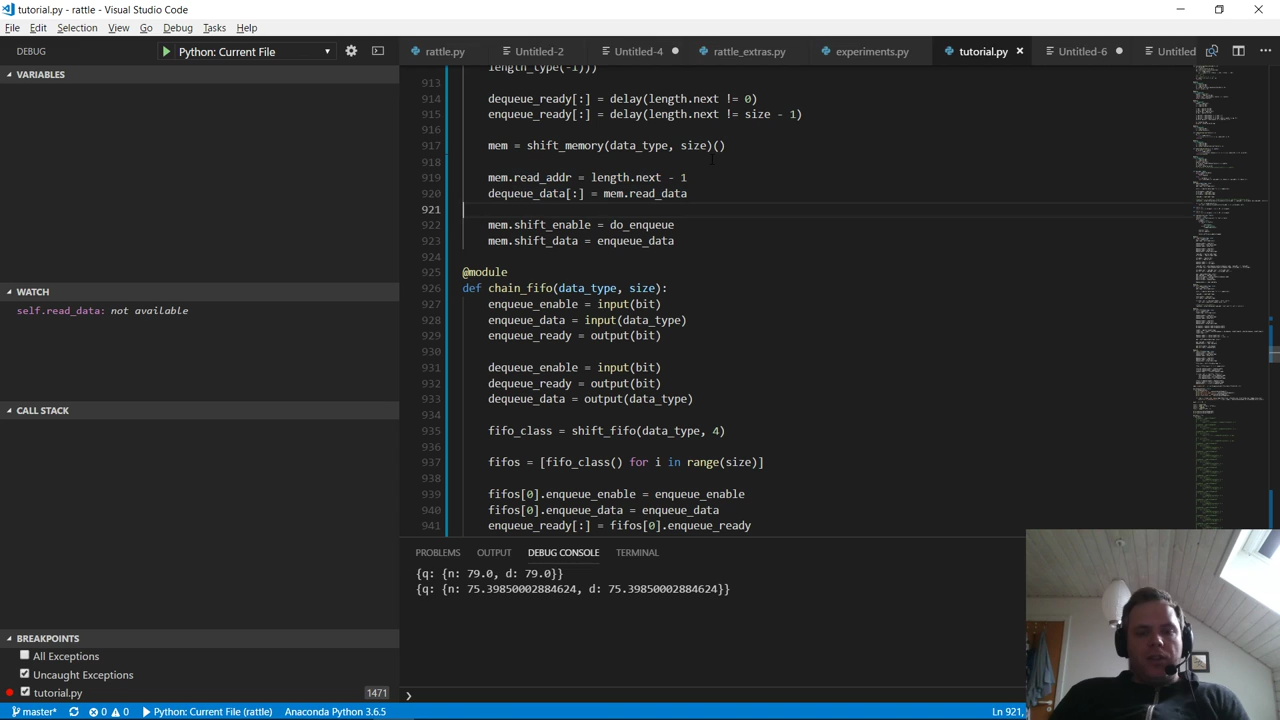 tutorial.py - rattle - Visual Studio Code
File Edit Selection View Go Debug Tasks Help
DEBUG Python: Current File
rattle.py Untitled-2 Untitled-4 rattle_extras.py experiments.py tutorial.py Untitled-6 Untitled
VARIABLES
WATCH
self.read_data: not available
CALL STACK
BREAKPOINTS
All Exceptions
Uncaught Exceptions
tutorial.py 1471
length_type(-1)))
913
914 dequeue_ready[:] = delay(length.next != 0)
915 enqueue_ready[:] = delay(length.next != size - 1)
916
917 mem = shift_memory(data_type, size)()
918
919 mem.read_addr = length.next - 1
920 dequeue_data[:] = mem.read_data
921
922 mem.shift_enable = do_enqueue
923 mem.shift_data = enqueue_data
924
925 @module
926 def chain_fifo(data_type, size):
927 enqueue_enable = input(bit)
928 enqueue_data = input(data_type)
929 enqueue_ready = output(bit)
930
931 dequeue_enable = input(bit)
932 dequeue_ready = output(bit)
933 dequeue_data = output(data_type)
934
935 fifo_class = shift_fifo(data_type, 4)
936
937 fifos = [fifo_class() for i in range(size)]
938
939 fifos[0].enqueue_enable = enqueue_enable
940 fifos[0].enqueue_data = enqueue_data
941 enqueue_ready[:] = fifos[0].enqueue_ready
PROBLEMS OUTPUT DEBUG CONSOLE TERMINAL
{q: {n: 79.0, d: 79.0}}
{q: {n: 75.39850002884624, d: 75.39850002884624}}
master* 0 0 Python: Current File (rattle) Anaconda Python 3.6.5 Ln 921,